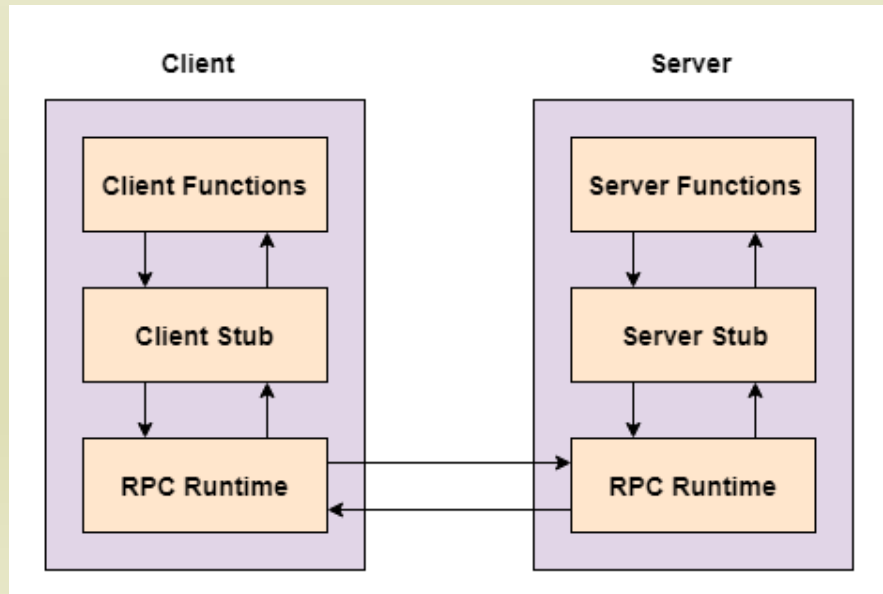 Client
Server
Client Functions
Server Functions
Client Stub
Server Stub
RPC Runtime
RPC Runtime